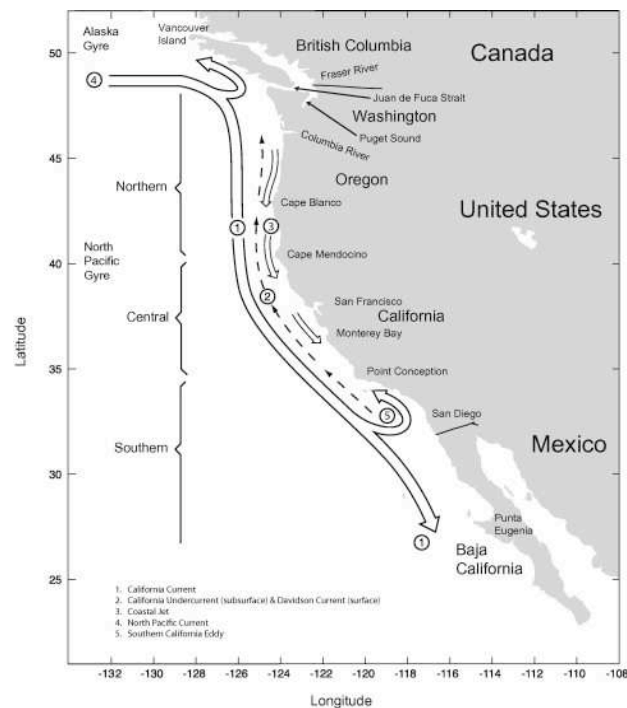 50
45
40
35
30
25
Latitude
Alaska
Gyre
Vancouver
Island
British Columbia
Canada
Fraser River
4
Juan de Fuca Strait
Washington
Puget Sound
Columbia River
Northern
Oregon
Cape Blanco
United States
1
3
North
Pacific
Gyre
Cape Mendocino
2
San Francisco
California
Central
Monterey Bay
Point Conception
5
San Diego
Southern
Mexico
Punta
Eugenia
1
Baja
California
1. California Current
2. California Undercurrent (subsurface) & Davidson Current (surface)
3. Coastal Jet
4. North Pacific Current
5. Southern California Eddy
-132 -130 -128 -126 -124 -122 -120 -118 -116 -114 -112 -110 -108
Longitude